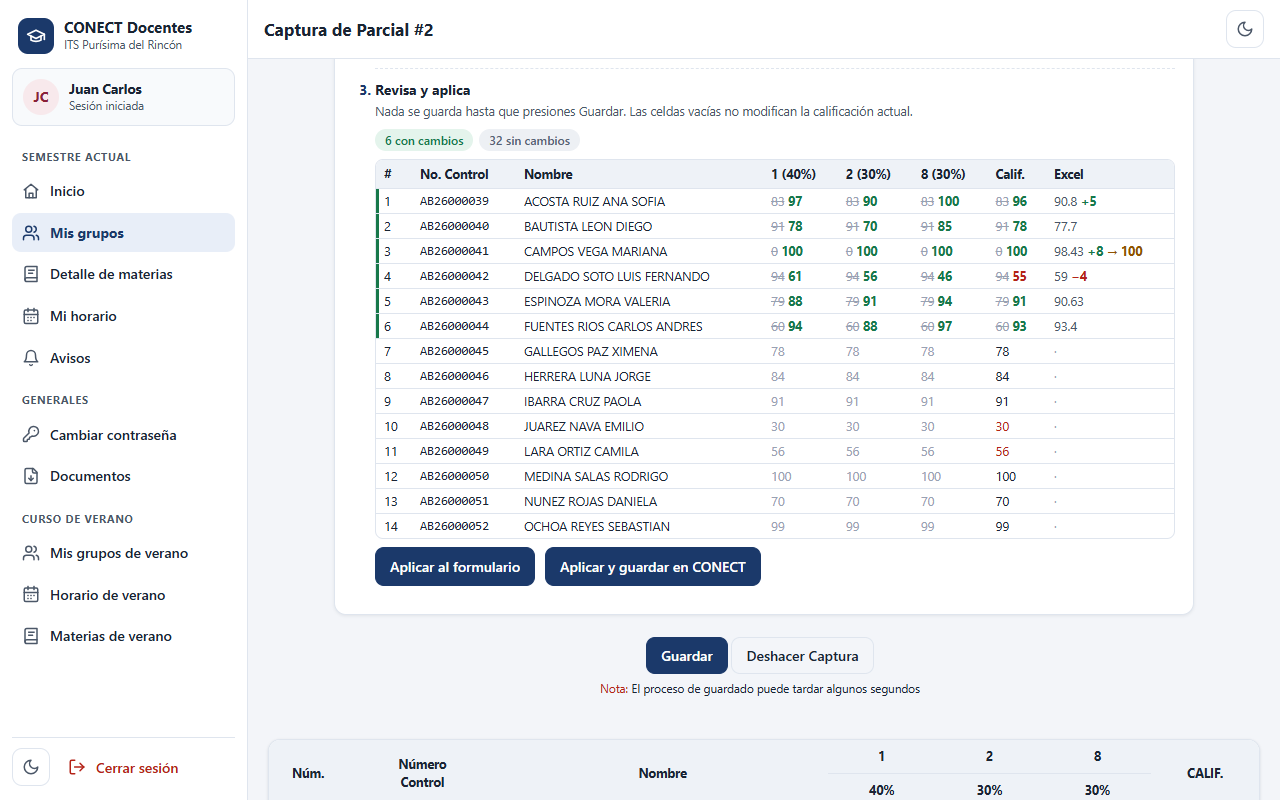 CONECT Docentes
ITS Purísima del Rincón
JC
Juan Carlos
Sesión iniciada
SEMESTRE ACTUAL
Inicio
Mis grupos
Detalle de materias
Mi horario
Avisos
GENERALES
Cambiar contraseña
Documentos
CURSO DE VERANO
Mis grupos de verano
Horario de verano
Materias de verano
Cerrar sesión
Captura de Parcial #2
3. Revisa y aplica
Nada se guarda hasta que presiones Guardar. Las celdas vacías no modifican la calificación actual.
6 con cambios 32 sin cambios
# No. Control Nombre 1 (40%) 2 (30%) 8 (30%) Calif. Excel
1 AB26000039 ACOSTA RUIZ ANA SOFIA 83 97 83 90 83 100 83 96 90.8 +5
2 AB26000040 BAUTISTA LEON DIEGO 91 78 91 70 91 85 91 78 77.7
3 AB26000041 CAMPOS VEGA MARIANA 0 100 0 100 0 100 0 100 98.43 +8 → 100
4 AB26000042 DELGADO SOTO LUIS FERNANDO 94 61 94 56 94 46 94 55 59 −4
5 AB26000043 ESPINOZA MORA VALERIA 79 88 79 91 79 94 79 91 90.63
6 AB26000044 FUENTES RIOS CARLOS ANDRES 60 94 60 88 60 97 60 93 93.4
7 AB26000045 GALLEGOS PAZ XIMENA 78 78 78 78 ·
8 AB26000046 HERRERA LUNA JORGE 84 84 84 84 ·
9 AB26000047 IBARRA CRUZ PAOLA 91 91 91 91 ·
10 AB26000048 JUAREZ NAVA EMILIO 30 30 30 30 ·
11 AB26000049 LARA ORTIZ CAMILA 56 56 56 56 ·
12 AB26000050 MEDINA SALAS RODRIGO 100 100 100 100 ·
13 AB26000051 NUNEZ ROJAS DANIELA 70 70 70 70 ·
14 AB26000052 OCHOA REYES SEBASTIAN 99 99 99 99 ·
Aplicar al formulario Aplicar y guardar en CONECT
Guardar Deshacer Captura
Nota: El proceso de guardado puede tardar algunos segundos
Núm. Número Control Nombre 1 2 8 CALIF.
40% 30% 30%